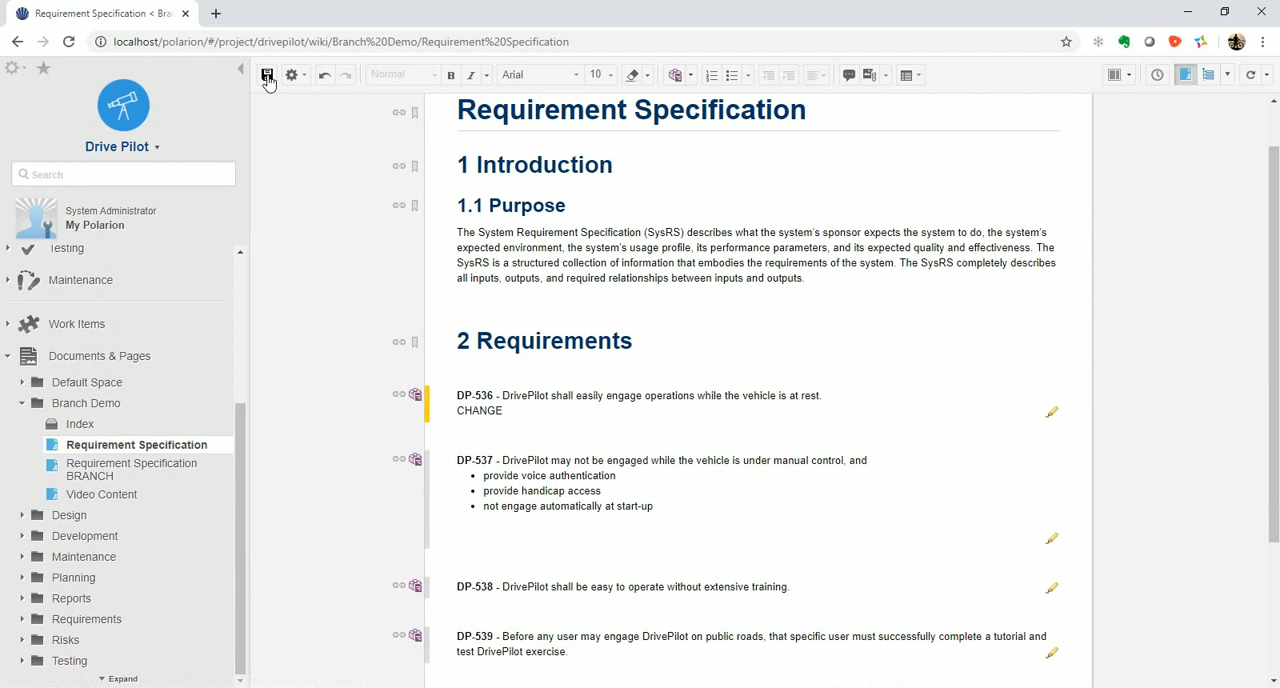 Requirement Specification < Bra
localhost/polarion/#/project/drivepilot/wiki/Branch%20Demo/Requirement%20Specification
Normal
B
I
Arial
10
Drive Pilot
Search
System Administrator
My Polarion
Testing
Maintenance
Work Items
Documents & Pages
Default Space
Branch Demo
Index
Requirement Specification
Requirement Specification
BRANCH
Video Content
Design
Development
Maintenance
Planning
Reports
Requirements
Risks
Testing
Expand
Requirement Specification
1 Introduction
1.1 Purpose
The System Requirement Specification (SysRS) describes what the system's sponsor expects the system to do, the system's
expected environment, the system's usage profile, its performance parameters, and its expected quality and effectiveness. The
SysRS is a structured collection of information that embodies the requirements of the system. The SysRS completely describes
all inputs, outputs, and required relationships between inputs and outputs.
2 Requirements
DP-536 - DrivePilot shall easily engage operations while the vehicle is at rest.
CHANGE
DP-537 - DrivePilot may not be engaged while the vehicle is under manual control, and
• provide voice authentication
• provide handicap access
• not engage automatically at start-up
DP-538 - DrivePilot shall be easy to operate without extensive training.
DP-539 - Before any user may engage DrivePilot on public roads, that specific user must successfully complete a tutorial and
test DrivePilot exercise.